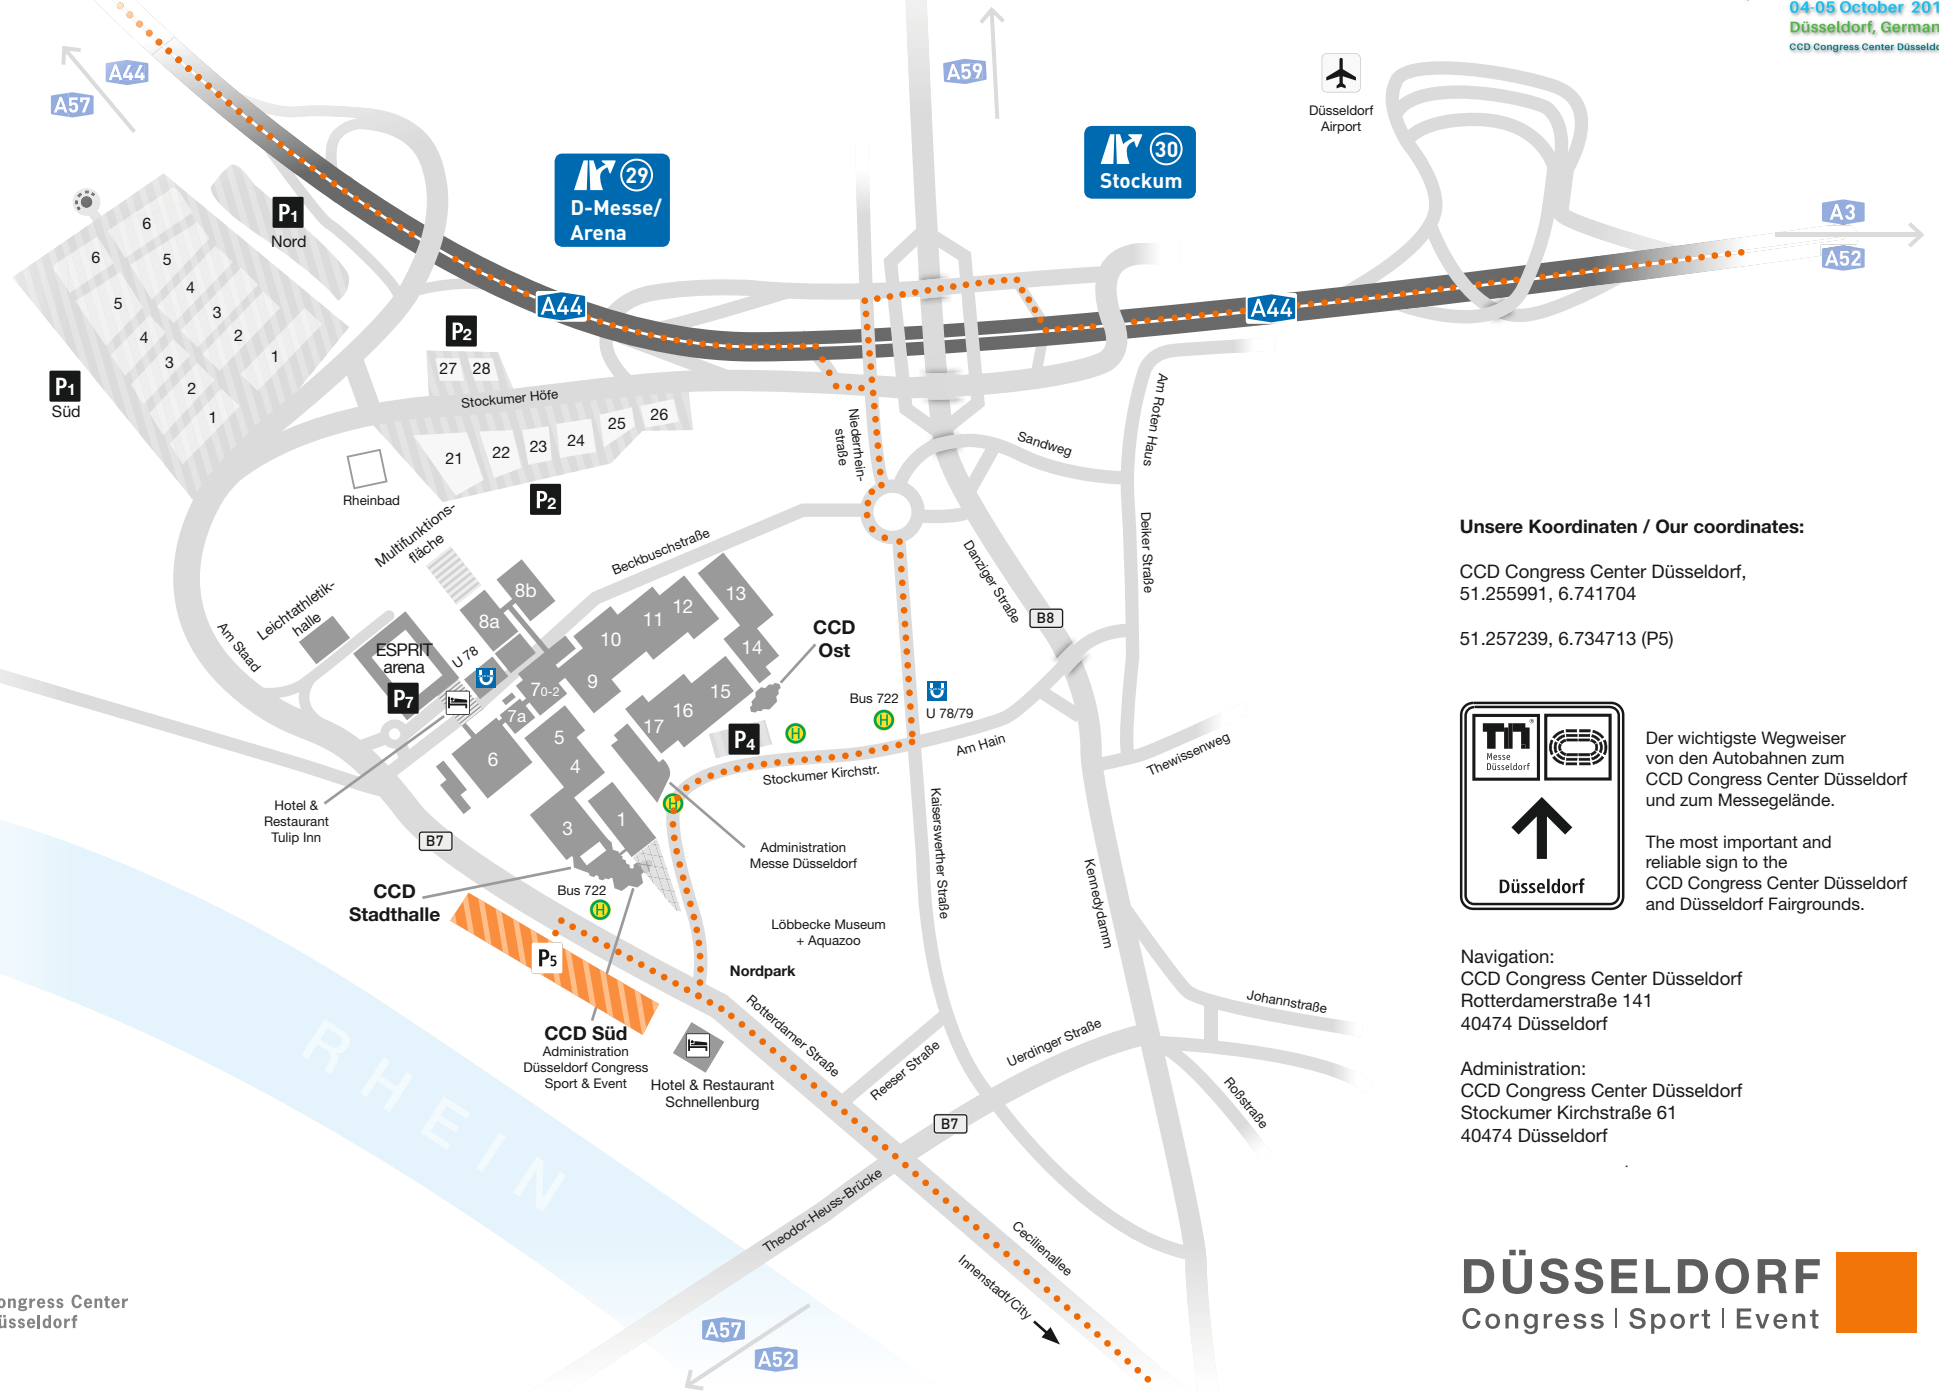 04-05 October 201
Düsseldorf, German
CCD Congress Center Düsseldo
A44
A57
A59
Düsseldorf
Airport
29
D-Messe/
Arena
30
Stockum
A3
A52
P1
Nord
6
6
5
5
4
4
3
3
2
2
1
1
P1
Süd
A44
A44
P2
27
28
Stockumer Höfe
21
22
23
24
25
26
P2
Rheinbad
Niederrhein-
straße
Sandweg
Am Roten Haus
Deiker Straße
Danziger Straße
B8
Multifunktions-
fläche
Beckbuschstraße
Leichtathletik-
halle
Am Staad
ESPRIT
arena
U 78
P7
8a
8b
70-2
7a
9
10
11
12
13
14
15
16
17
6
5
4
3
1
CCD
Ost
P4
H
Bus 722
H
U 78/79
Am Hain
Thewissenweg
Stockumer Kirchstr.
H
Kaiserswerther Straße
Kennedydamm
Hotel &
Restaurant
Tulip Inn
B7
Administration
Messe Düsseldorf
CCD
Stadthalle
Bus 722
H
P5
Löbbecke Museum
+ Aquazoo
Nordpark
CCD Süd
Administration
Düsseldorf Congress
Sport & Event
Hotel & Restaurant
Schnellenburg
Rotterdamer Straße
Reeser Straße
Uerdinger Straße
Johannstraße
Roßstraße
B7
Theodor-Heuss-Brücke
Cecilienallee
Innenstadt/City
RHEIN
A57
A52
Unsere Koordinaten / Our coordinates:
CCD Congress Center Düsseldorf,
51.255991, 6.741704
51.257239, 6.734713 (P5)
Messe
Düsseldorf
Düsseldorf
Der wichtigste Wegweiser
von den Autobahnen zum
CCD Congress Center Düsseldorf
und zum Messegelände.
The most important and
reliable sign to the
CCD Congress Center Düsseldorf
and Düsseldorf Fairgrounds.
Navigation:
CCD Congress Center Düsseldorf
Rotterdamerstraße 141
40474 Düsseldorf
Administration:
CCD Congress Center Düsseldorf
Stockumer Kirchstraße 61
40474 Düsseldorf
.
ongress Center
üsseldorf
DÜSSELDORF
Congress | Sport | Event